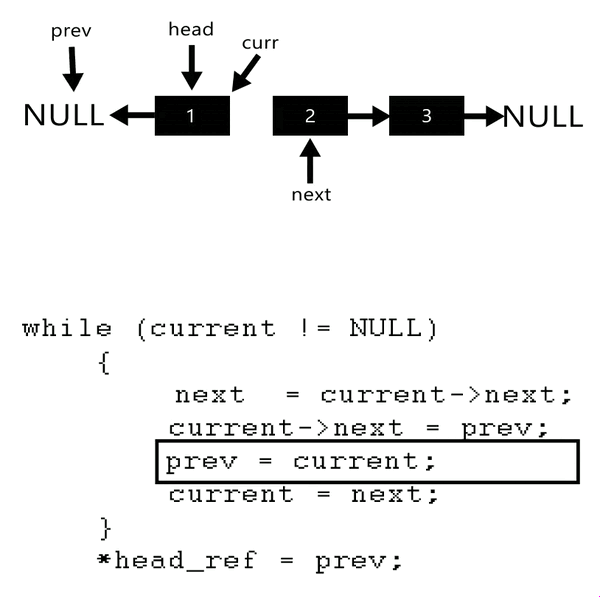 prev head curr
NULL 1 2 3 NULL
next
while (current != NULL)
{
next = current->next;
current->next = prev;
prev = current;
current = next;
}
*head_ref = prev;